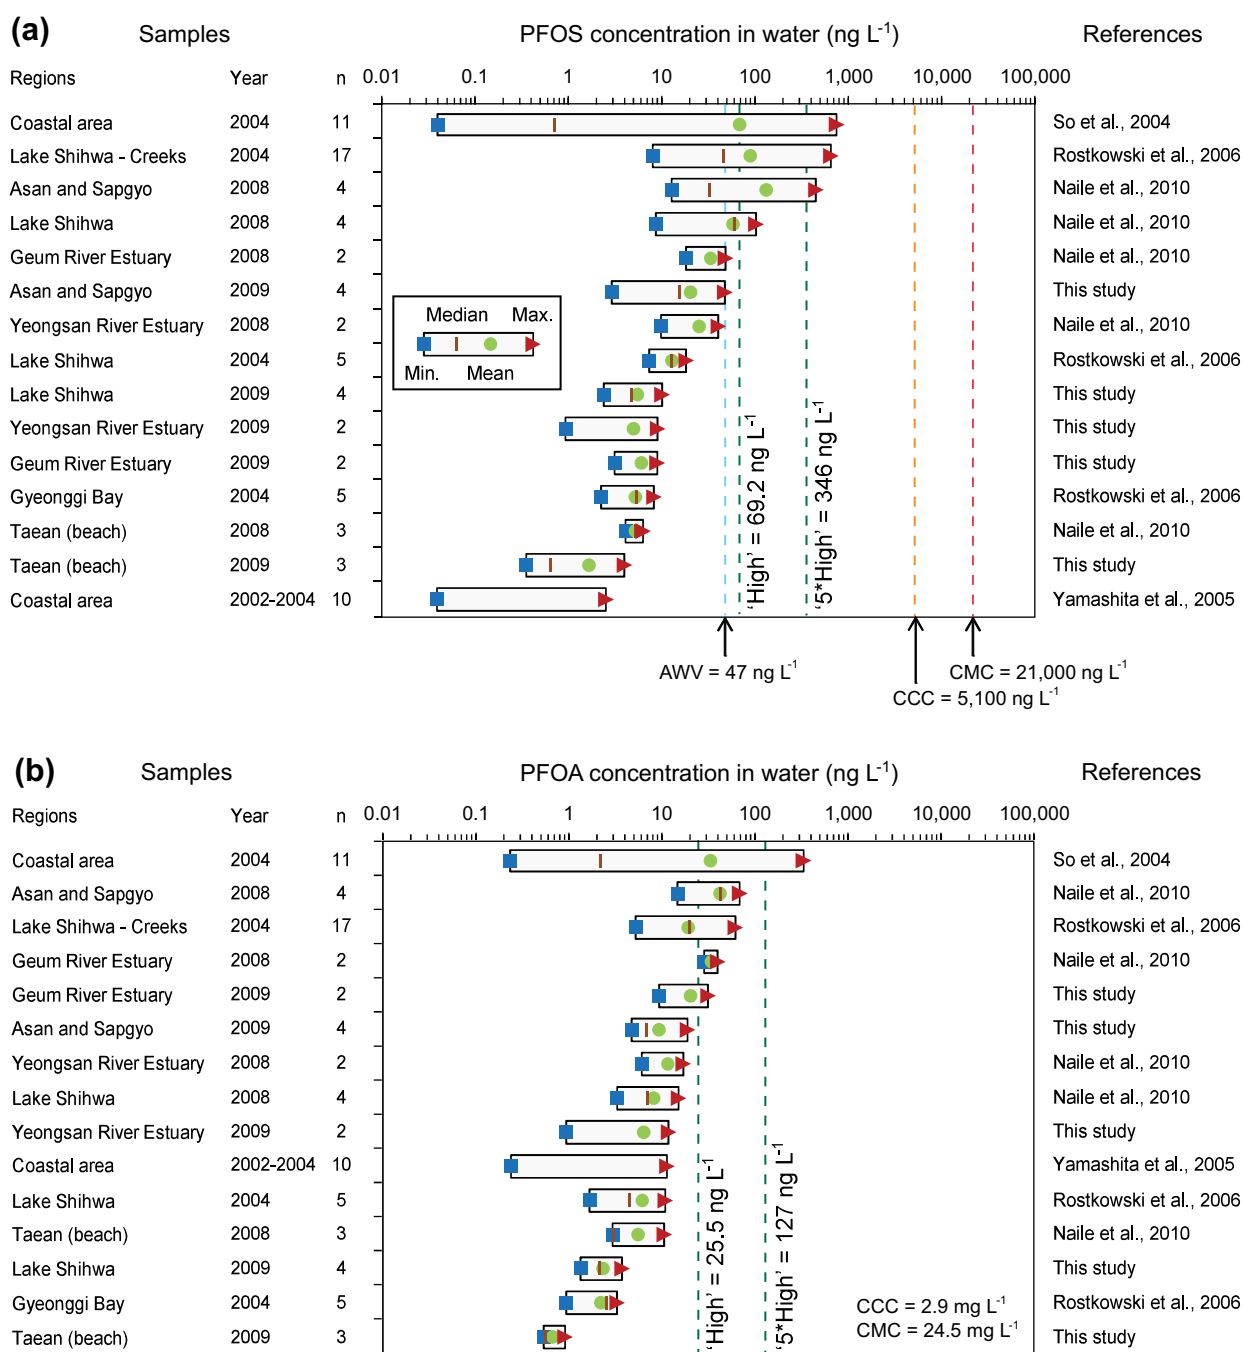 (a) Samples PFOS concentration in water (ng L-1) References
Regions Year n 0.01 0.1 1 10 100 1,000 10,000 100,000
Coastal area 2004 11 So et al., 2004
Lake Shihwa - Creeks 2004 17 Rostkowski et al., 2006
Asan and Sapgyo 2008 4 Naile et al., 2010
Lake Shihwa 2008 4 Naile et al., 2010
Geum River Estuary 2008 2 Naile et al., 2010
Asan and Sapgyo 2009 4 This study
Yeongsan River Estuary 2008 2 Naile et al., 2010
Lake Shihwa 2004 5 Rostkowski et al., 2006
Lake Shihwa 2009 4 This study
Yeongsan River Estuary 2009 2 This study
Geum River Estuary 2009 2 This study
Gyeonggi Bay 2004 5 Rostkowski et al., 2006
Taean (beach) 2008 3 Naile et al., 2010
Taean (beach) 2009 3 This study
Coastal area 2002-2004 10 Yamashita et al., 2005
Median Max.
Min. Mean
'High' = 69.2 ng L-1
'5*High' = 346 ng L-1
AWV = 47 ng L-1
CMC = 21,000 ng L-1
CCC = 5,100 ng L-1
(b) Samples PFOA concentration in water (ng L-1) References
Regions Year n 0.01 0.1 1 10 100 1,000 10,000 100,000
Coastal area 2004 11 So et al., 2004
Asan and Sapgyo 2008 4 Naile et al., 2010
Lake Shihwa - Creeks 2004 17 Rostkowski et al., 2006
Geum River Estuary 2008 2 Naile et al., 2010
Geum River Estuary 2009 2 This study
Asan and Sapgyo 2009 4 This study
Yeongsan River Estuary 2008 2 Naile et al., 2010
Lake Shihwa 2008 4 Naile et al., 2010
Yeongsan River Estuary 2009 2 This study
Coastal area 2002-2004 10 Yamashita et al., 2005
Lake Shihwa 2004 5 Rostkowski et al., 2006
Taean (beach) 2008 3 Naile et al., 2010
Lake Shihwa 2009 4 This study
Gyeonggi Bay 2004 5 Rostkowski et al., 2006
Taean (beach) 2009 3 This study
'High' = 25.5 ng L-1
'5*High' = 127 ng L-1
CCC = 2.9 mg L-1
CMC = 24.5 mg L-1